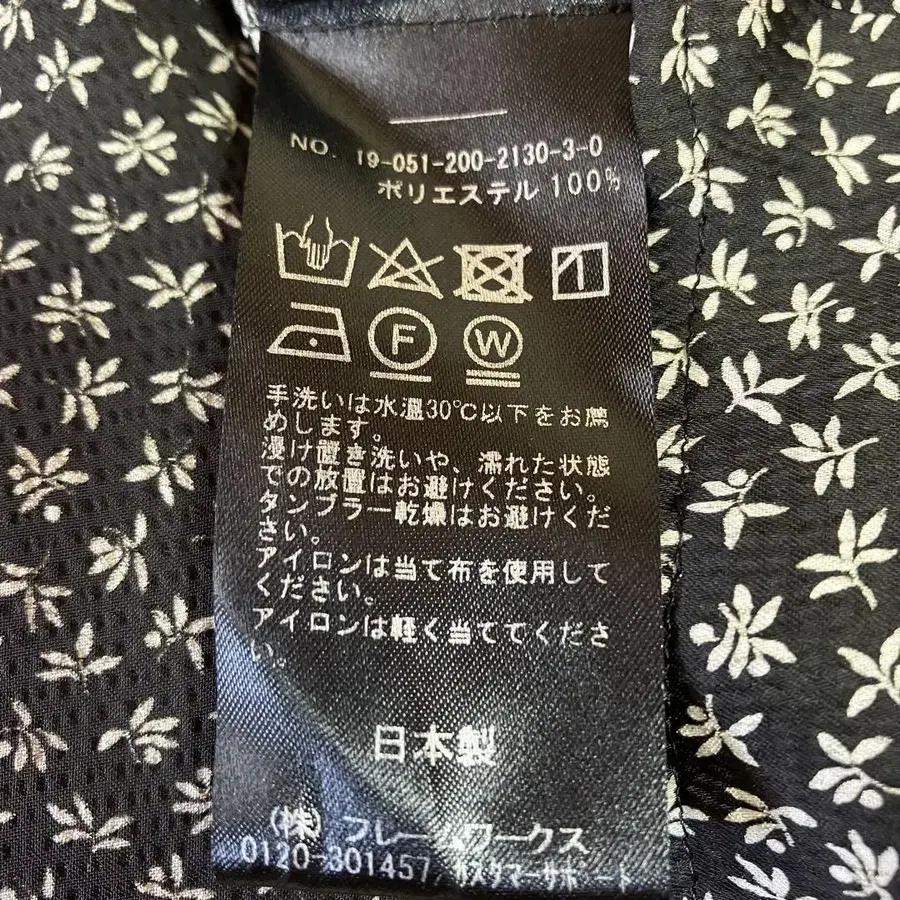 NO. 19-051-200-2130-3-0
ポリエステル 100%
F
W
手洗いは水温30℃以下をお薦
めします。
浸け置き洗いや、濡れた状態
での放置はお避けください。
タンブラー乾燥はお避けくだ
さい。
アイロンは当て布を使用して
ください。
アイロンは軽く当ててくださ
い。
日本製
(株)フレームワークス
0120-301457/カスタマーサポート